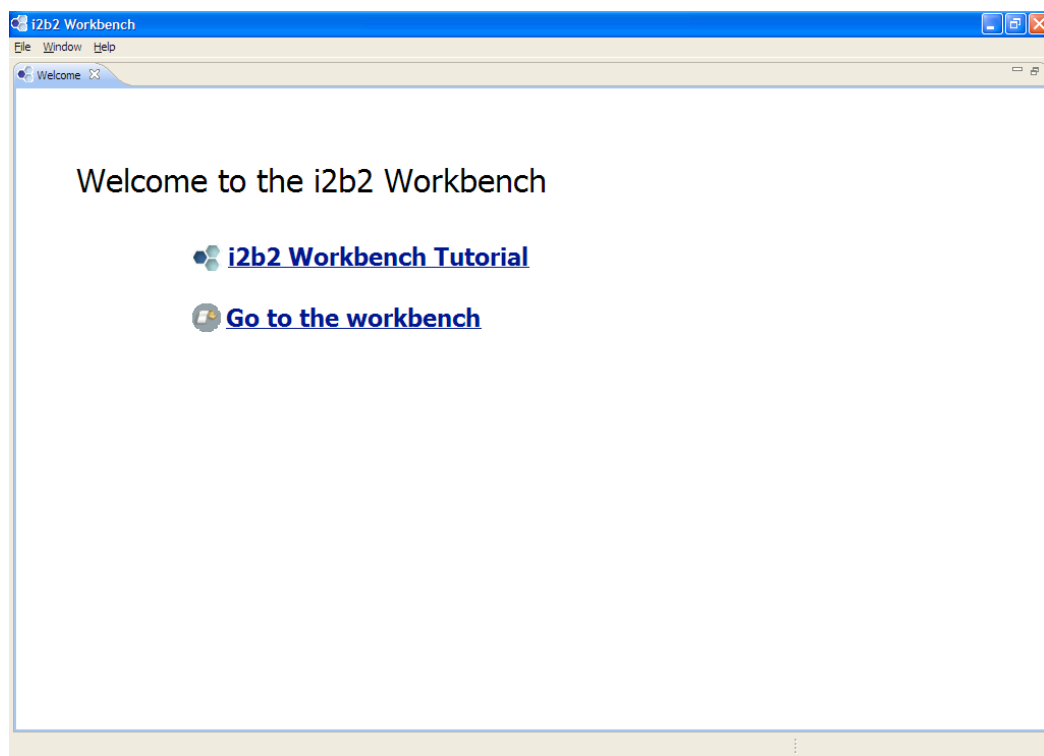 i2b2 Workbench
File Window Help
Welcome
Welcome to the i2b2 Workbench
i2b2 Workbench Tutorial
Go to the workbench